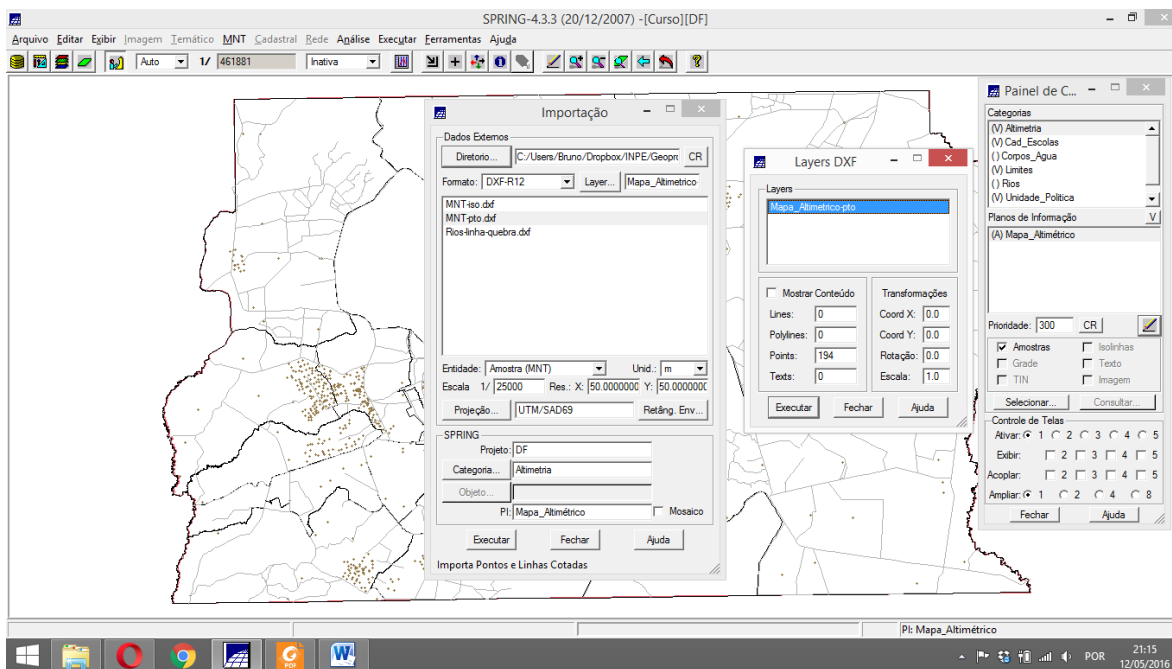 SPRING-4.3.3 (20/12/2007) -[Curso][DF]
Arquivo Editar Exibir Imagem Temático MNT Cadastral Rede Análise Executar Ferramentas Ajuda
Auto 1/ 461881 Inativa
Importação
Dados Externos
Diretorio... C:/Users/Bruno/Dropbox/INPE/Geopr CR
Formato: DXF-R12 Layer... Mapa_Altimetrico
MNT-iso.dxf
MNT-pto.dxf
Rios-linha-quebra.dxf
Entidade: Amostra (MNT) Unid.: m
Escala 1/ 25000 Res.: X: 50.0000000 Y: 50.0000000
Projeção... UTM/SAD69 Retâng. Env...
SPRING
Projeto: DF
Categoria... Altimetria
Objeto...
PI: Mapa_Altimétrico Mosaico
Executar Fechar Ajuda
Importa Pontos e Linhas Cotadas
Layers DXF
Layers
Mapa_Altimetrico-pto
Mostrar Conteúdo
Lines: 0
Polylines: 0
Points: 194
Texts: 0
Transformações
Coord X: 0.0
Coord Y: 0.0
Rotação: 0.0
Escala: 1.0
Executar Fechar Ajuda
Painel de C...
Categorias
(V) Altimetria
(V) Cad_Escolas
( ) Corpos_Agua
(V) Limites
( ) Rios
(V) Unidade_Politica
Planos de Informação V
(A) Mapa_Altimétrico
Prioridade: 300 CR
Amostras Isolinhas
Grade Texto
TIN Imagem
Selecionar... Consultar...
Controle de Telas
Ativar: 1 2 3 4 5
Exibir: 2 3 4 5
Acoplar: 2 3 4 5
Ampliar: 1 2 4 8
Fechar Ajuda
PI: Mapa_Altimétrico
PDF
W
POR
21:15
12/05/2016